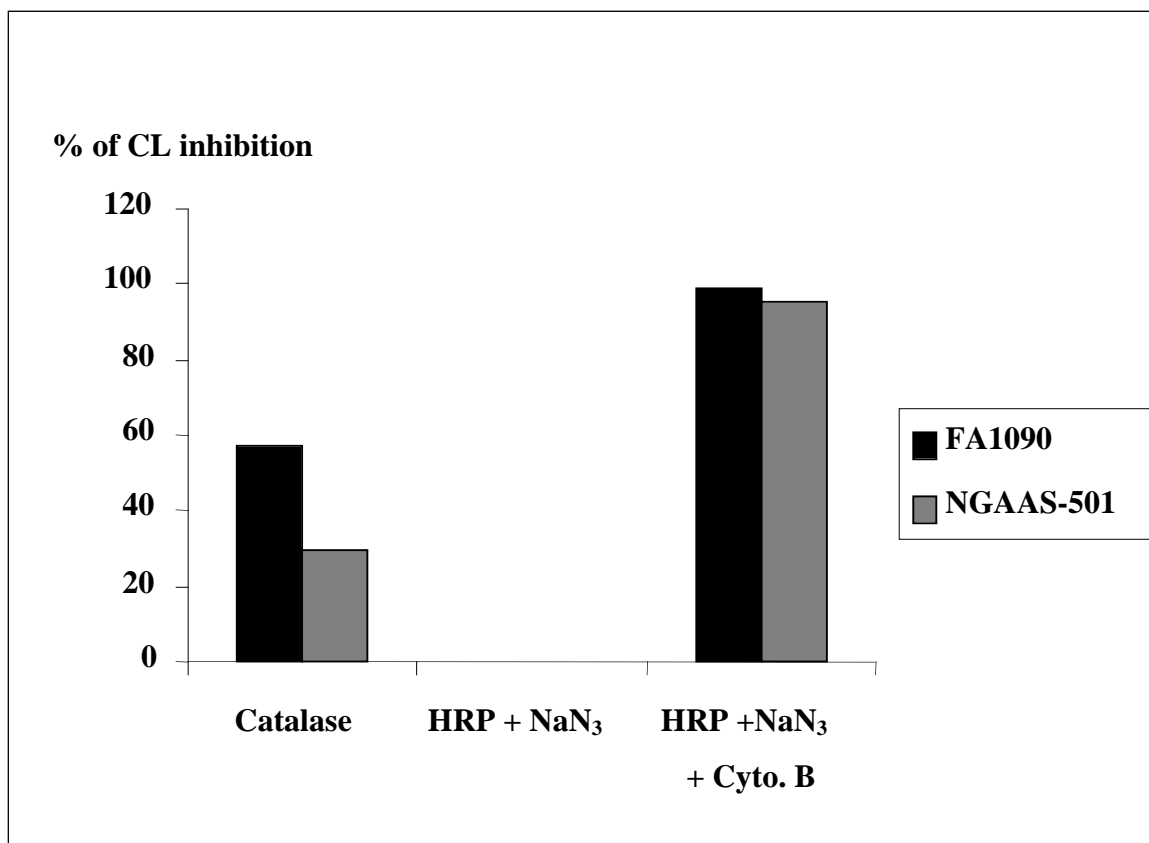 % of CL inhibition
120
100
80
60
40
20
0
Catalase
HRP + NaN₃
HRP +NaN₃
+ Cyto. B
FA1090
NGAAS-501